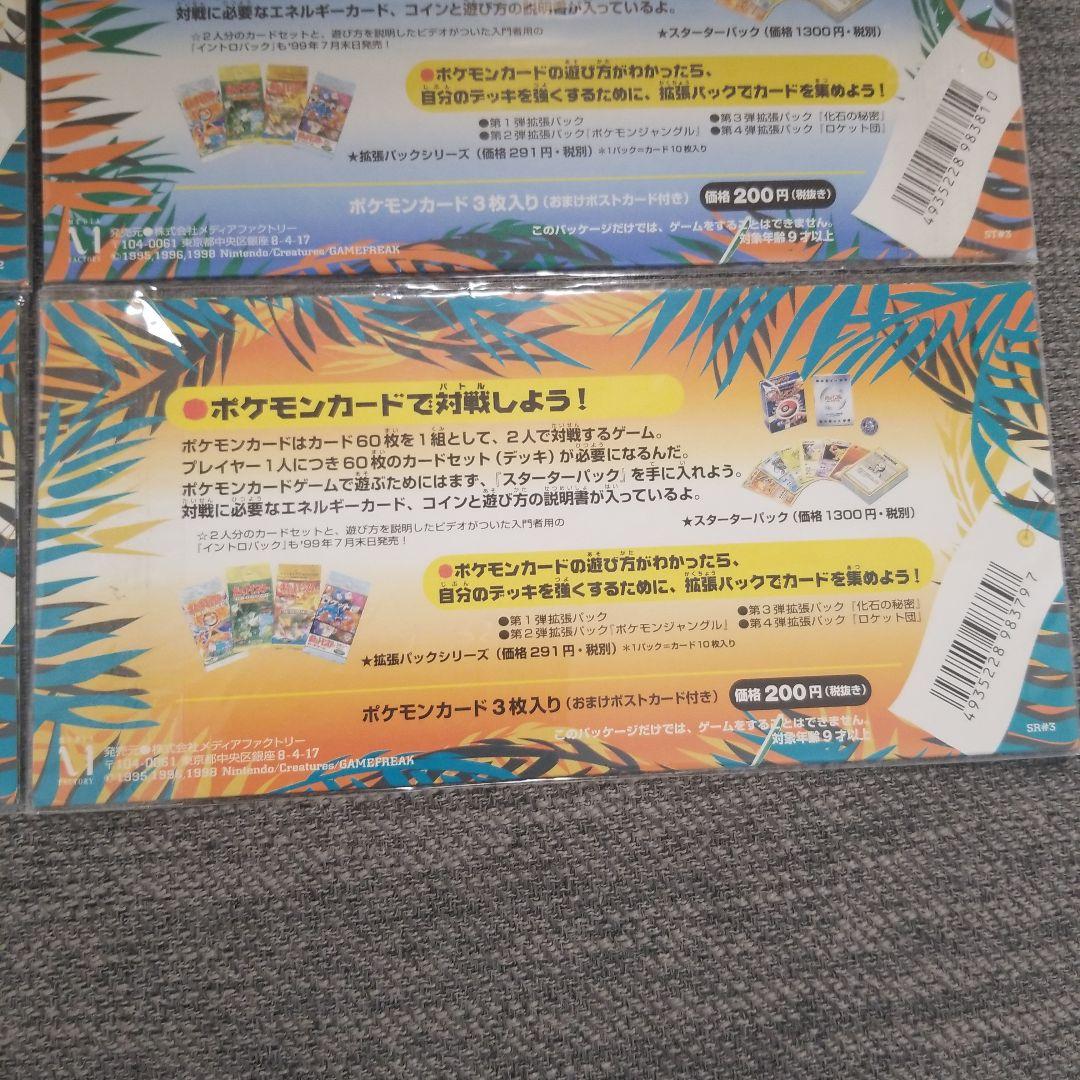 対戦に必要なエネルギーカード、コインと遊び方の説明書が入っているよ。
☆2人分のカードセットと、遊び方を説明したビデオがついた入門者用の
『イントロパック』も'99年7月末日発売！
★スターターパック（価格1300円・別税）
●ポケモンカードの遊び方がわかったら、
自分のデッキを強くするために、拡張パックでカードを集めよう！
●第1弾拡張パック
●第3弾拡張パック『化石の秘密』
●第2弾拡張パック『ポケモンジャングル』
●第4弾拡張パック『ロケット団』
★拡張パックシリーズ（価格291円・税別）＊1パック＝カード10枚入り
ポケモンカード3枚入り（おまけポストカード付き）
価格200円（税抜き）
このパッケージだけでは、ゲームをすることはできません。
対象年齢9才以上
MEDIA FACTORY
発売元●株式会社メディアファクトリー
〒104-0061 東京都中央区銀座8-4-17
©1995,1996,1998 Nintendo/Creatures/GAMEFREAK
4935228983810
ST#3
●ポケモンカードで対戦しよう！
ポケモンカードはカード60枚を1組として、2人で対戦するゲーム。
プレイヤー1人につき60枚のカードセット（デッキ）が必要になるんだ。
ポケモンカードゲームで遊ぶためにはまず、『スターターパック』を手に入れよう。
対戦に必要なエネルギーカード、コインと遊び方の説明書が入っているよ。
☆2人分のカードセットと、遊び方を説明したビデオがついた入門者用の
『イントロパック』も'99年7月末日発売！
★スターターパック（価格1300円・税別）
●ポケモンカードの遊び方がわかったら、
自分のデッキを強くするために、拡張パックでカードを集めよう！
●第1弾拡張パック
●第3弾拡張パック『化石の秘密』
●第2弾拡張パック『ポケモンジャングル』
●第4弾拡張パック『ロケット団』
★拡張パックシリーズ（価格291円・税別）＊1パック＝カード10枚入り
ポケモンカード3枚入り（おまけポストカード付き）
価格200円（税抜き）
このパッケージだけでは、ゲームをすることはできません。
対象年齢9才以上
MEDIA FACTORY
発売元●株式会社メディアファクトリー
〒104-0061 東京都中央区銀座8-4-17
©1995,1996,1998 Nintendo/Creatures/GAMEFREAK
4935228983797
SR#3